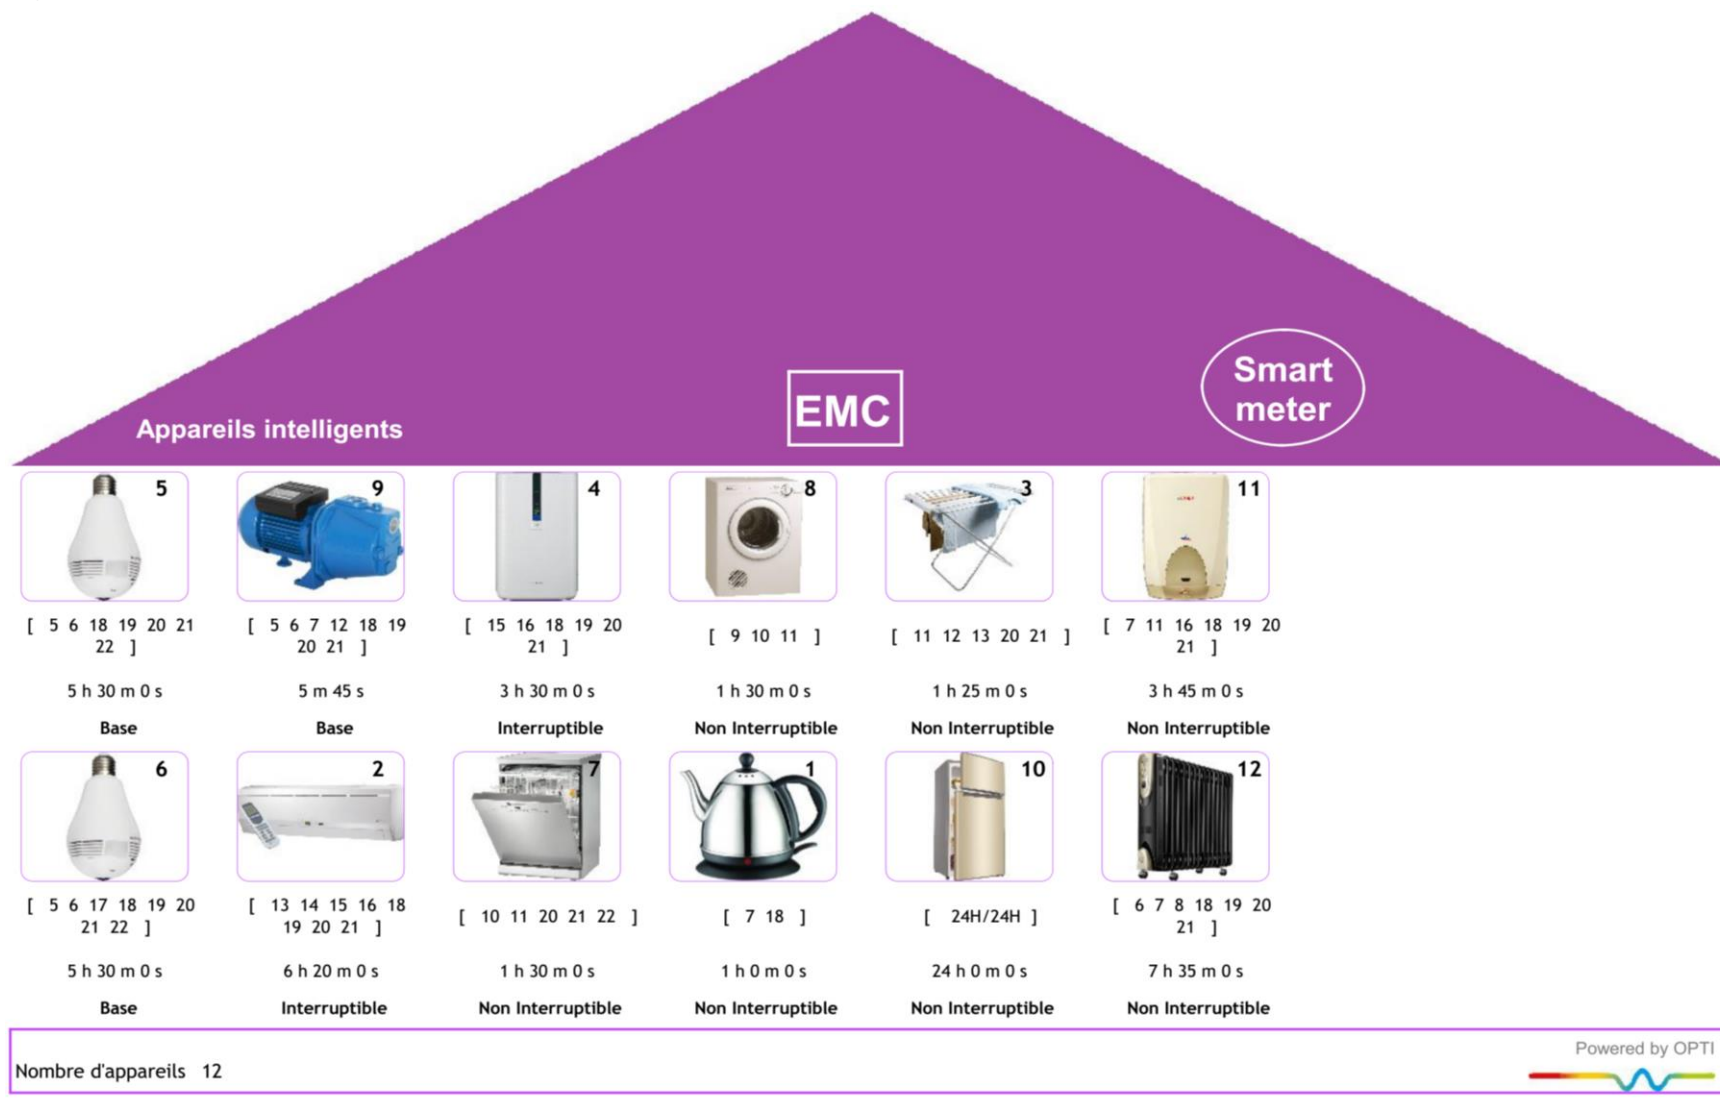 Smart
meter
EMC
Appareils intelligents
5
9
4
8
3
11
[ 5 6 18 19 20 21
22 ]
[ 5 6 7 12 18 19
20 21 ]
[ 15 16 18 19 20
21 ]
[ 9 10 11 ]
[ 11 12 13 20 21 ]
[ 7 11 16 18 19 20
21 ]
5 h 30 m 0 s
5 m 45 s
3 h 30 m 0 s
1 h 30 m 0 s
1 h 25 m 0 s
3 h 45 m 0 s
Base
Base
Interruptible
Non Interruptible
Non Interruptible
Non Interruptible
6
2
7
1
10
12
[ 5 6 17 18 19 20
21 22 ]
[ 13 14 15 16 18
19 20 21 ]
[ 10 11 20 21 22 ]
[ 7 18 ]
[ 24H/24H ]
[ 6 7 8 18 19 20
21 ]
5 h 30 m 0 s
6 h 20 m 0 s
1 h 30 m 0 s
1 h 0 m 0 s
24 h 0 m 0 s
7 h 35 m 0 s
Base
Interruptible
Non Interruptible
Non Interruptible
Non Interruptible
Non Interruptible
Nombre d'appareils 12
Powered by OPTI